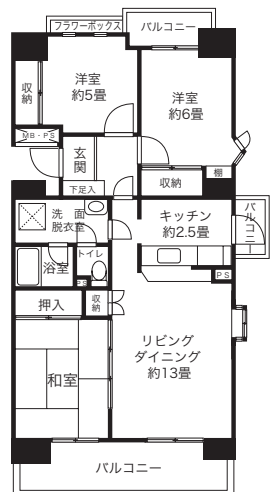 フラワーボックス
バルコニー
収納
洋室
約5畳
洋室
約6畳
MB・PS
玄関
下足入
収納
棚
洗面
脱衣室
キッチン
約2.5畳
バルコニー
トイレ
浴室
PS
PS
押入
収納
リビング
ダイニング
約13畳
和室
バルコニー